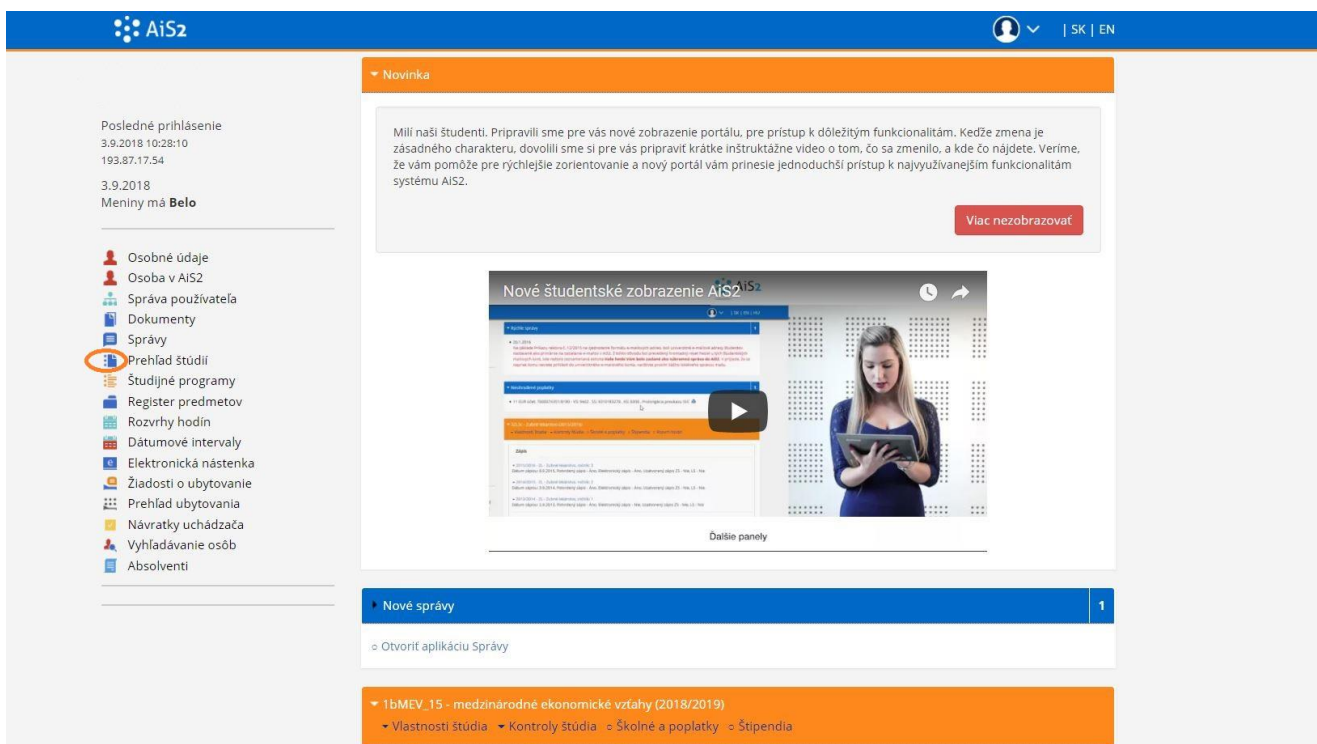 AiS2
| SK | EN
Novinka
Posledné prihlásenie
3.9.2018 10:28:10
193.87.17.54
3.9.2018
Meniny má Belo
Osobné údaje
Osoba v AiS2
Správa používateľa
Dokumenty
Správy
Prehľad štúdií
Študijné programy
Register predmetov
Rozvrhy hodín
Dátumové intervaly
Elektronická nástenka
Žiadosti o ubytovanie
Prehľad ubytovania
Návratky uchádzača
Vyhľadávanie osôb
Absolventi
Milí naši študenti. Pripravili sme pre vás nové zobrazenie portálu, pre prístup k dôležitým funkcionalitám. Keďže zmena je
zásadného charakteru, dovolili sme si pre vás pripraviť krátke inštruktážne video o tom, čo sa zmenilo, a kde čo nájdete. Veríme,
že vám pomôže pre rýchlejšie zorientovanie a nový portál vám prinesie jednoduchší prístup k najvyužívanejším funkcionalitám
systému AiS2.
Viac nezobrazovať
Nové študentské zobrazenie AiS2
AiS2
Ďalšie panely
Nové správy 1
Otvoriť aplikáciu Správy
1bMEV_15 - medzinárodné ekonomické vzťahy (2018/2019)
Vlastnosti štúdia Kontroly štúdia Školné a poplatky Štipendia